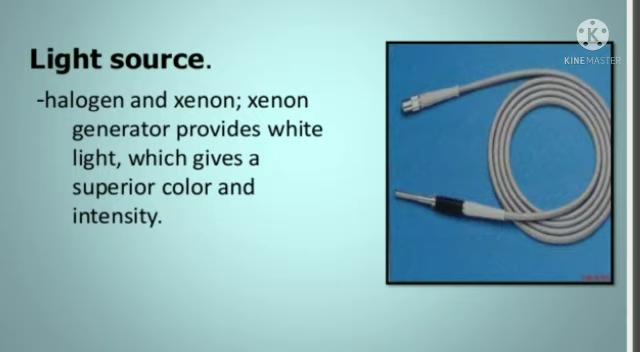 Light source.
-halogen and xenon; xenon
generator provides white
light, which gives a
superior color and
intensity.
K
KINEMASTER